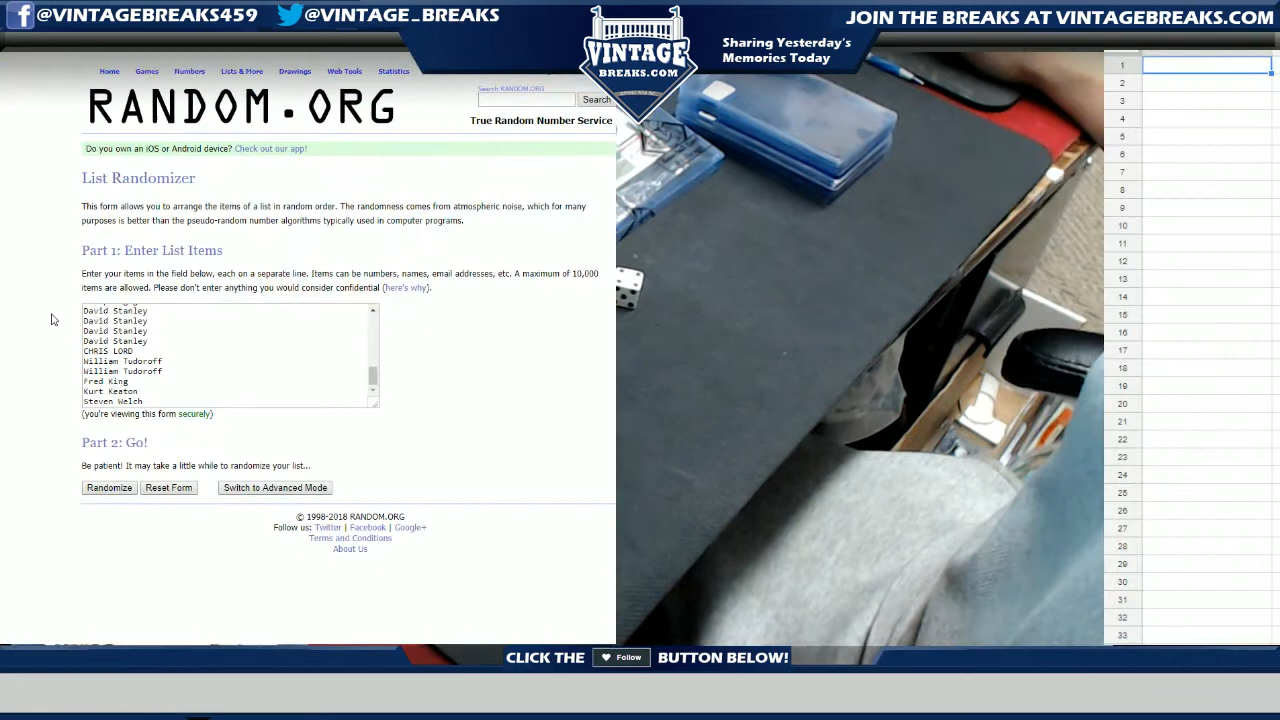 @VINTAGEBREAKS459
@VINTAGE_BREAKS
VINTAGE
BREAKS.COM
Sharing Yesterday's
Memories Today
JOIN THE BREAKS AT VINTAGEBREAKS.COM
Home Games Numbers Lists & More Drawings Web Tools Statistics
RANDOM.ORG
Search RANDOM.ORG
Search
True Random Number Service
Do you own an iOS or Android device? Check out our app!
List Randomizer
This form allows you to arrange the items of a list in random order. The randomness comes from atmospheric noise, which for many
purposes is better than the pseudo-random number algorithms typically used in computer programs.
Part 1: Enter List Items
Enter your items in the field below, each on a separate line. Items can be numbers, names, email addresses, etc. A maximum of 10,000
items are allowed. Please don't enter anything you would consider confidential (here's why).
David Stanley
David Stanley
David Stanley
David Stanley
CHRIS LORD
William Tudoroff
William Tudoroff
Fred King
Kurt Keaton
Steven Welch
(you're viewing this form securely)
Part 2: Go!
Be patient! It may take a little while to randomize your list...
Randomize Reset Form Switch to Advanced Mode
© 1998-2018 RANDOM.ORG
Follow us: Twitter | Facebook | Google+
Terms and Conditions
About Us
1
2
3
4
5
6
7
8
9
10
11
12
13
14
15
16
17
18
19
20
21
22
23
24
25
26
27
28
29
30
31
32
33
CLICK THE Follow BUTTON BELOW!